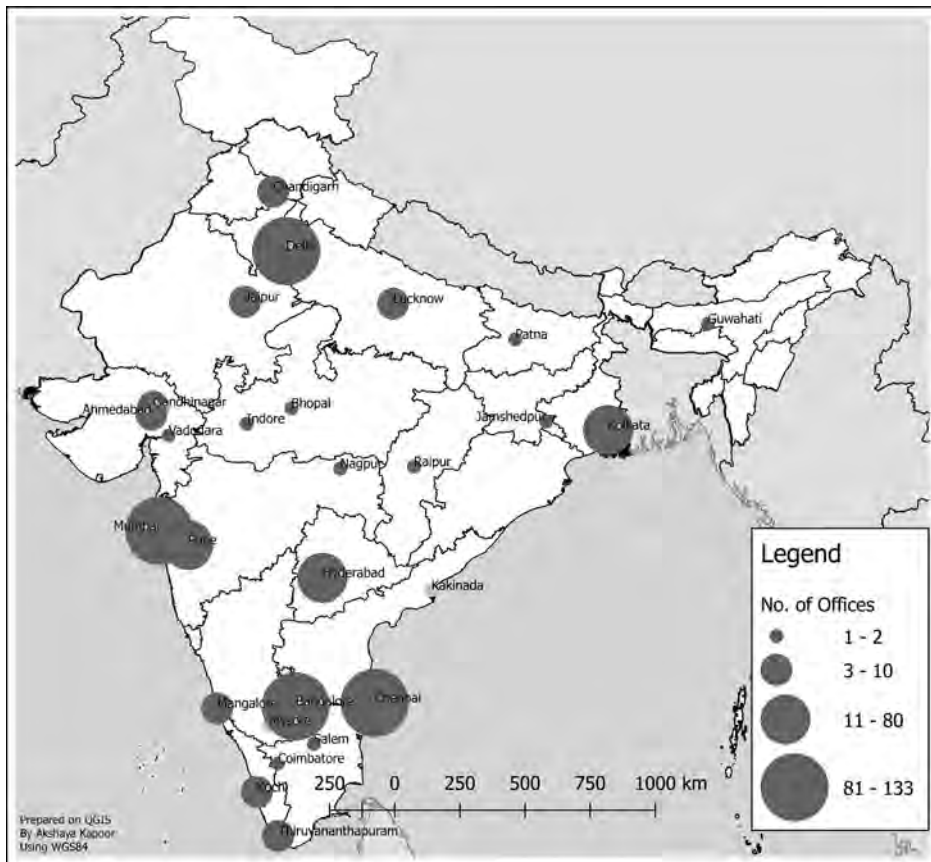 Chandigarh
Delhi
Jaipur
Lucknow
Guwahati
Patna
Gandhinagar
Ahmedabad
Bhopal
Indore
Jamshedpur
Kolkata
Vadodara
Nagpur
Raipur
Mumbai
Pune
Hyderabad
Kakinada
Mangalore
Bangalore
Chennai
Mysore
Salem
Coimbatore
Kochi
Thiruvananthapuram
250 0 250 500 750 1000 km
Legend
No. of Offices
1 - 2
3 - 10
11 - 80
81 - 133
Prepared on QGIS
By Akshaya Kapoor
Using WGS84